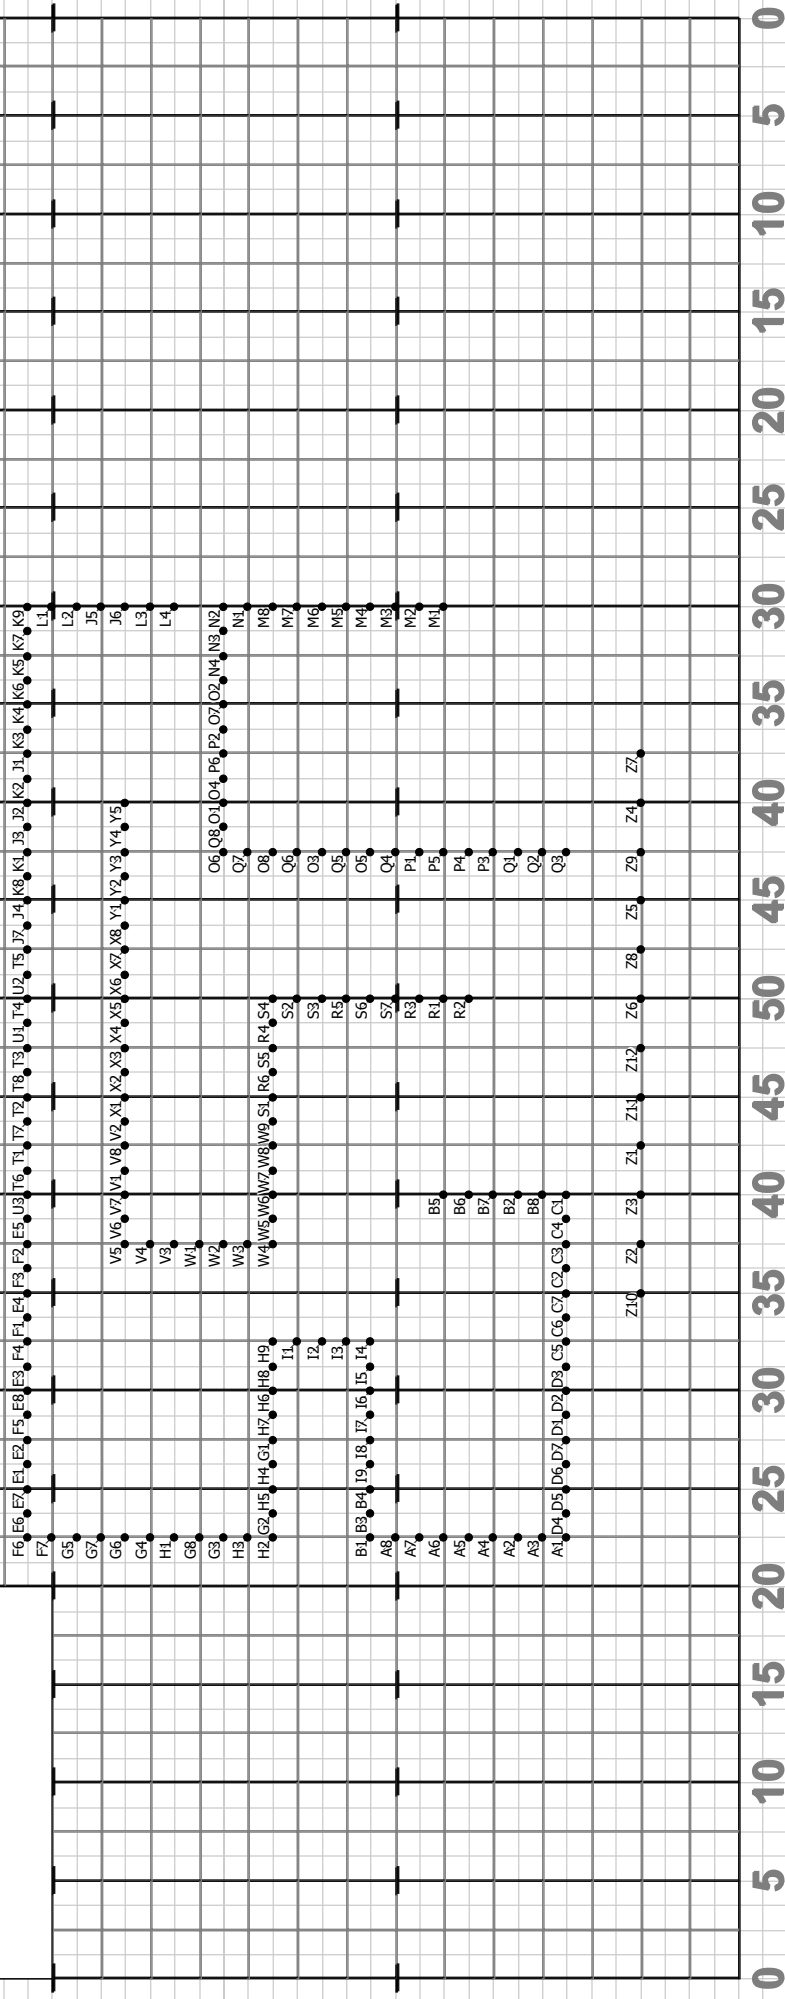 F6 E6 E7 E1 E2 F5 E8 E3 F4 F1 E4 F3 F2 E5 U3 T6 T1 T7 T2 T8 T3 U1 T4 U2 T5 J7 J4 K8 K1 J3 J2 K2 J1 K3 K4 K6 K5 K7 K9
F7 L1
G5 L2
G7 J5
G6 V5 V6 V7 V1 V8 V2 X1 X2 X3 X4 X5 X6 X7 X8 Y1 Y2 Y3 Y4 Y5 J6
G4 V4 L3
H1 V3 L4
G8 W1
G3 W2 O6 Q8 O1 O4 P6 P2 O7 O2 N4 N3 N2
H3 W3 Q7 N1
H2 G2 H5 H4 G1 H7 H6 H8 H9 W4 W5 W6 W7 W8 W9 S1 R6 S5 R4 S4 O8 M8
I1 S2 Q6 M7
I2 S3 O3 M6
I3 R5 Q5 M5
B1 B3 B4 I9 I8 I7 I6 I5 I4 S6 O5 M4
A8 S7 Q4 M3
A7 R3 P1 M2
A6 B5 R1 P5 M1
A5 B6 R2 P4
A4 B7 P3
A2 B2 Q1
A3 B8 Q2
A1 D4 D5 D6 D7 D1 D2 D3 C5 C6 C7 C2 C3 C4 C1 Q3
Z10 Z2 Z3 Z1 Z11 Z12 Z6 Z8 Z5 Z9 Z4 Z7
0 5 10 15 20 25 30 35 40 45 50 45 40 35 30 25 20 15 10 5 0